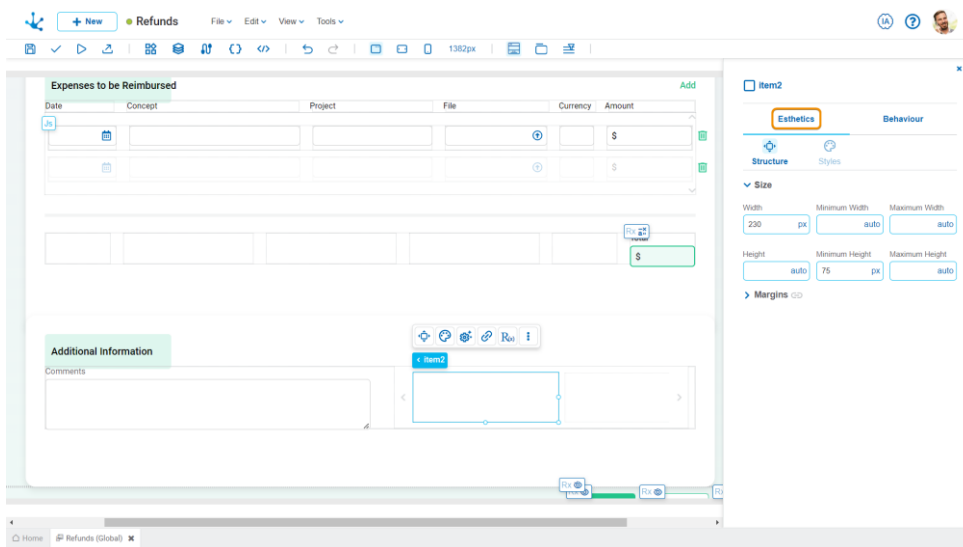 + New
Refunds
File
Edit
View
Tools
IA
?
1382px
Expenses to be Reimbursed
Add
Date
Concept
Project
File
Currency
Amount
Js
$
$
Rx
Total
$
Additional Information
Comments
R(x)
< item2
Rx
Rx
Rx
Home
Refunds (Global)
item2
Esthetics
Behaviour
Structure
Styles
Size
Width
Minimum Width
Maximum Width
230 px
auto
auto
Height
Minimum Height
Maximum Height
auto
75 px
auto
Margins